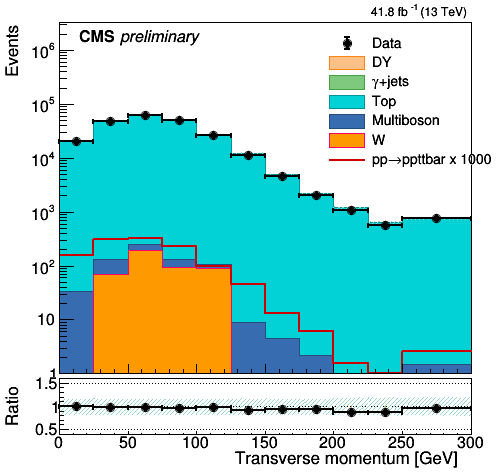 41.8 fb⁻¹ (13 TeV)
CMS preliminary
Events
10⁶
10⁵
10⁴
10³
10²
10
1
Data
DY
γ+jets
Top
Multiboson
W
pp→ppttbar x 1000
Ratio
1.5
1
0.5
0 50 100 150 200 250 300
Transverse momentum [GeV]